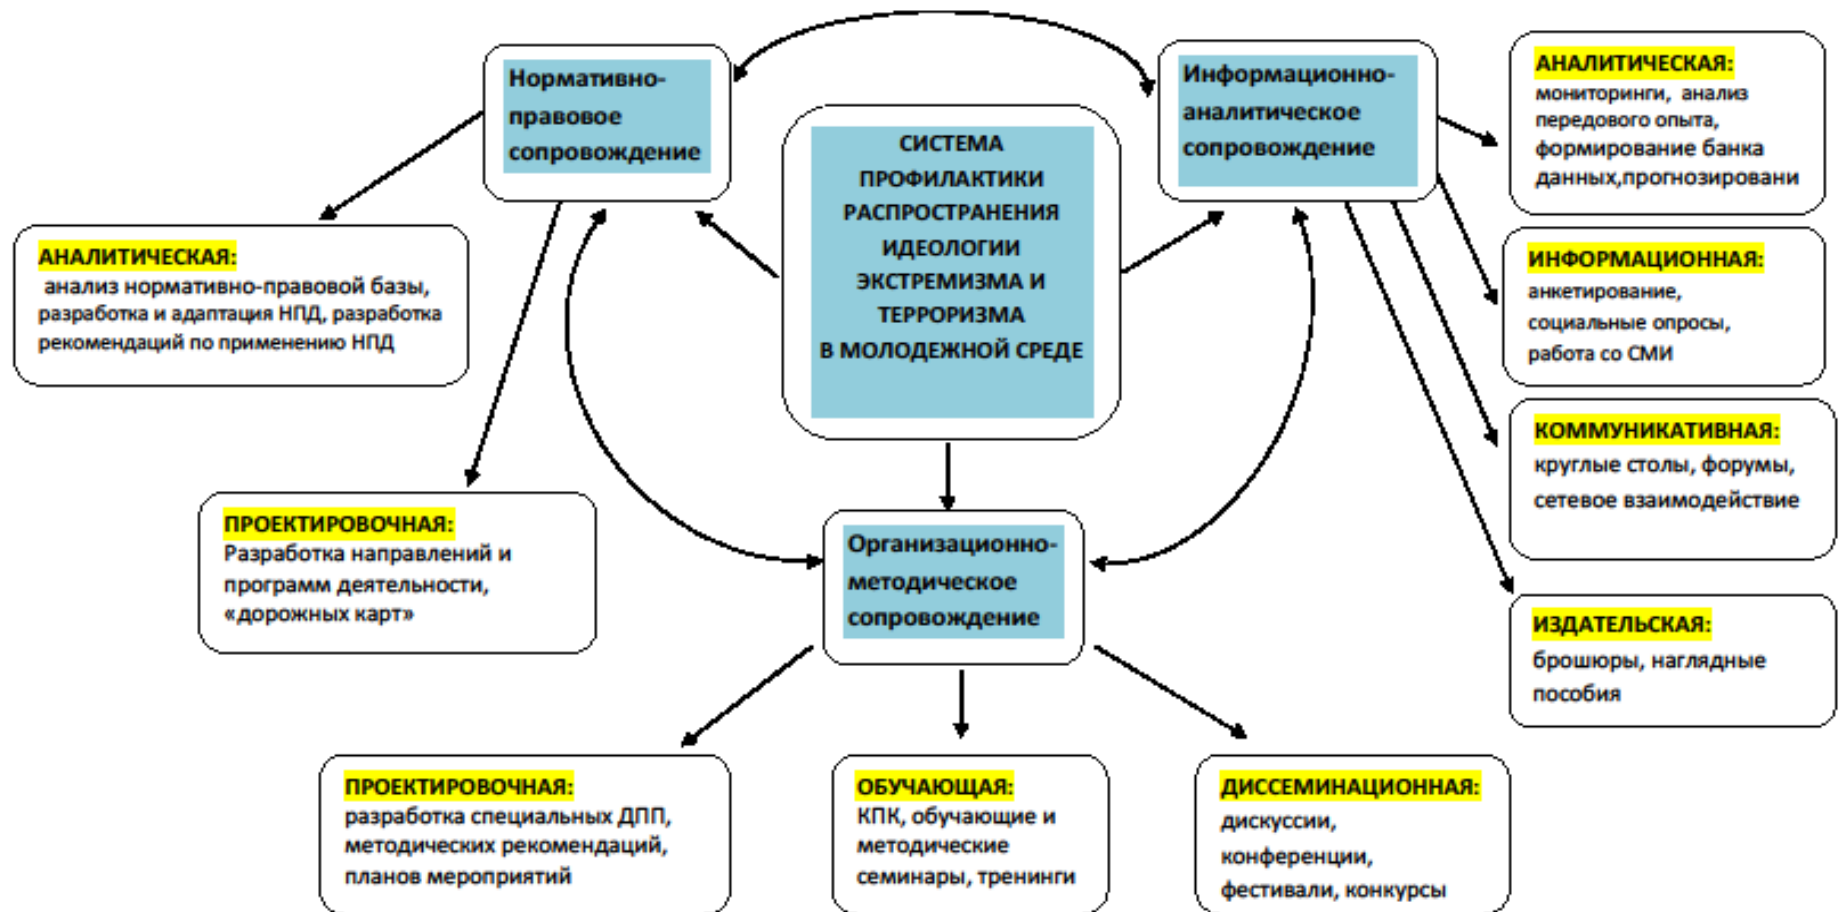 Нормативно-
правовое
сопровождение
Информационно-
аналитическое
сопровождение
АНАЛИТИЧЕСКАЯ:
мониторинги, анализ
передового опыта,
формирование банка
данных,прогнозировани
СИСТЕМА
ПРОФИЛАКТИКИ
РАСПРОСТРАНЕНИЯ
ИДЕОЛОГИИ
ЭКСТРЕМИЗМА И
ТЕРРОРИЗМА
В МОЛОДЕЖНОЙ СРЕДЕ
АНАЛИТИЧЕСКАЯ:
анализ нормативно-правовой базы,
разработка и адаптация НПД, разработка
рекомендаций по применению НПД
ИНФОРМАЦИОННАЯ:
анкетирование,
социальные опросы,
работа со СМИ
КОММУНИКАТИВНАЯ:
круглые столы, форумы,
сетевое взаимодействие
ПРОЕКТИРОВОЧНАЯ:
Разработка направлений и
программ деятельности,
«дорожных карт»
Организационно-
методическое
сопровождение
ИЗДАТЕЛЬСКАЯ:
брошюры, наглядные
пособия
ПРОЕКТИРОВОЧНАЯ:
разработка специальных ДПП,
методических рекомендаций,
планов мероприятий
ОБУЧАЮЩАЯ:
КПК, обучающие и
методические
семинары, тренинги
ДИССЕМИНАЦИОННАЯ:
дискуссии,
конференции,
фестивали, конкурсы